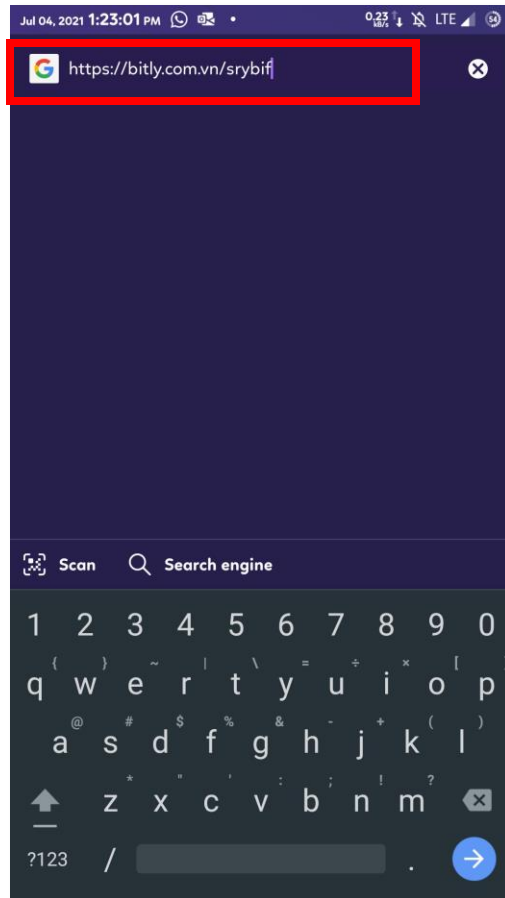 Jul 04, 2021 1:23:01 PM 0,23 kB/s LTE 54
https://bitly.com.vn/srybif
Scan Search engine
1 2 3 4 5 6 7 8 9 0
{ } ~ | \ = ÷ × [
q w e r t y u i o p
@ # $ % & - + ( )
a s d f g h j k l
* " ' : ; ! ?
z x c v b n m
?123 / .